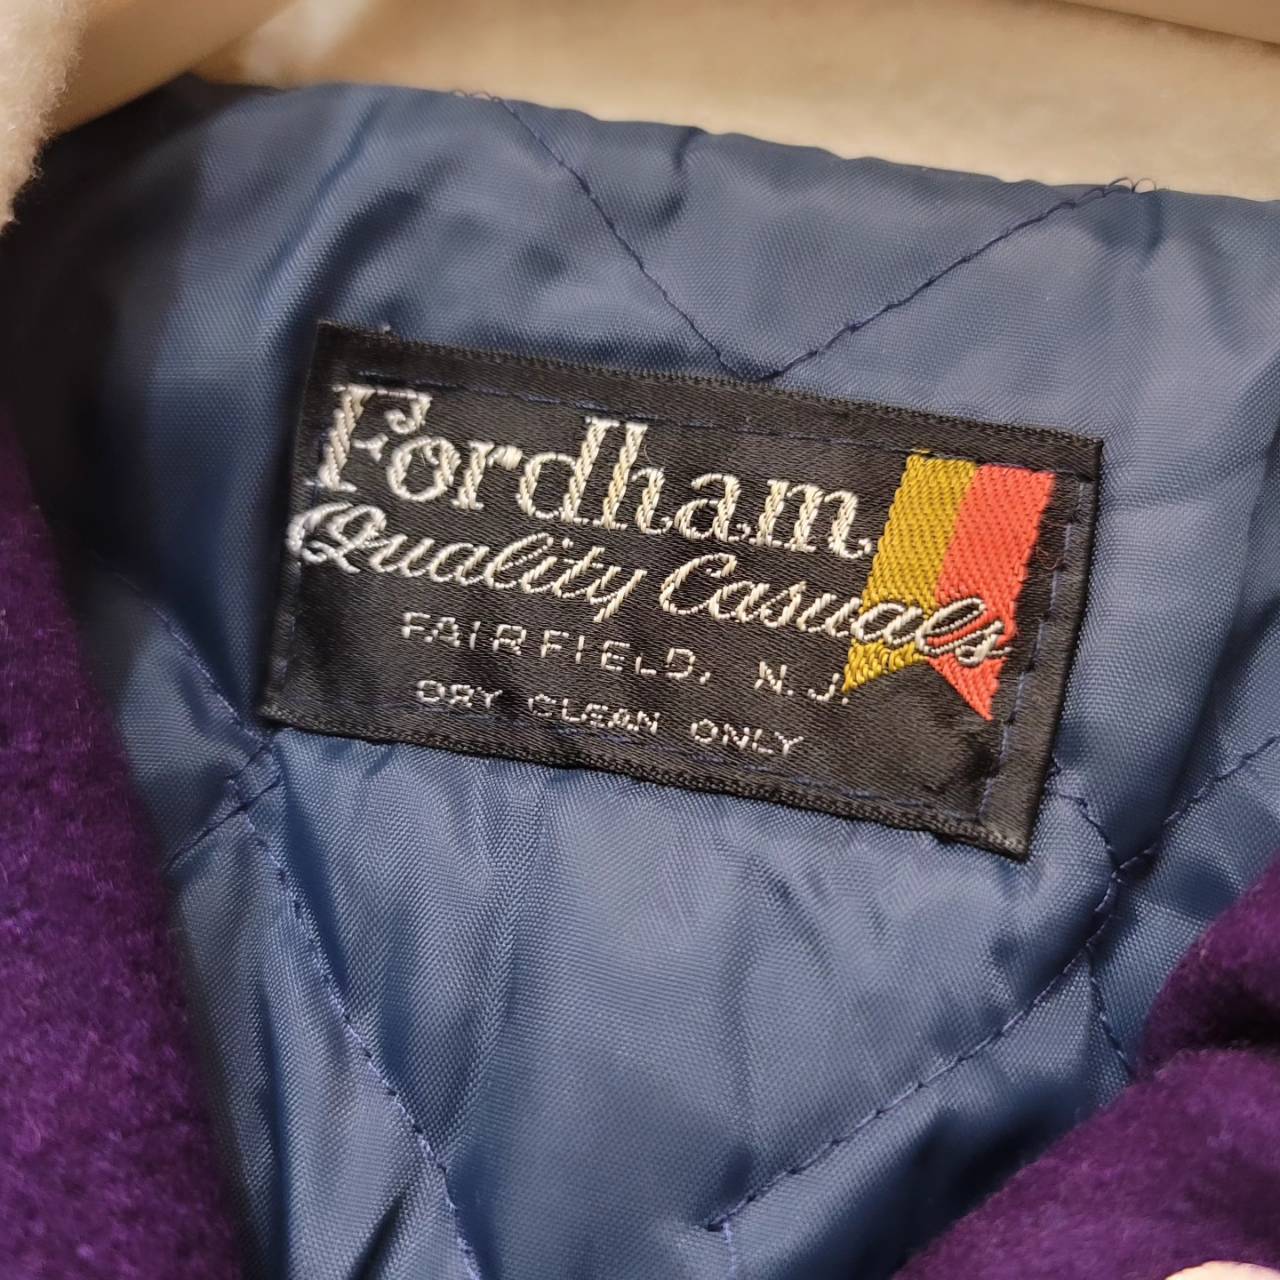 Fordham
Quality Casuals
FAIRFIELD, N.J.
DRY CLEAN ONLY